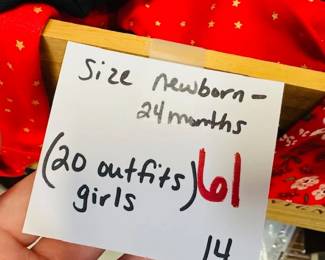 Size newborn -
24 months
(20 outfits) 61
girls
14